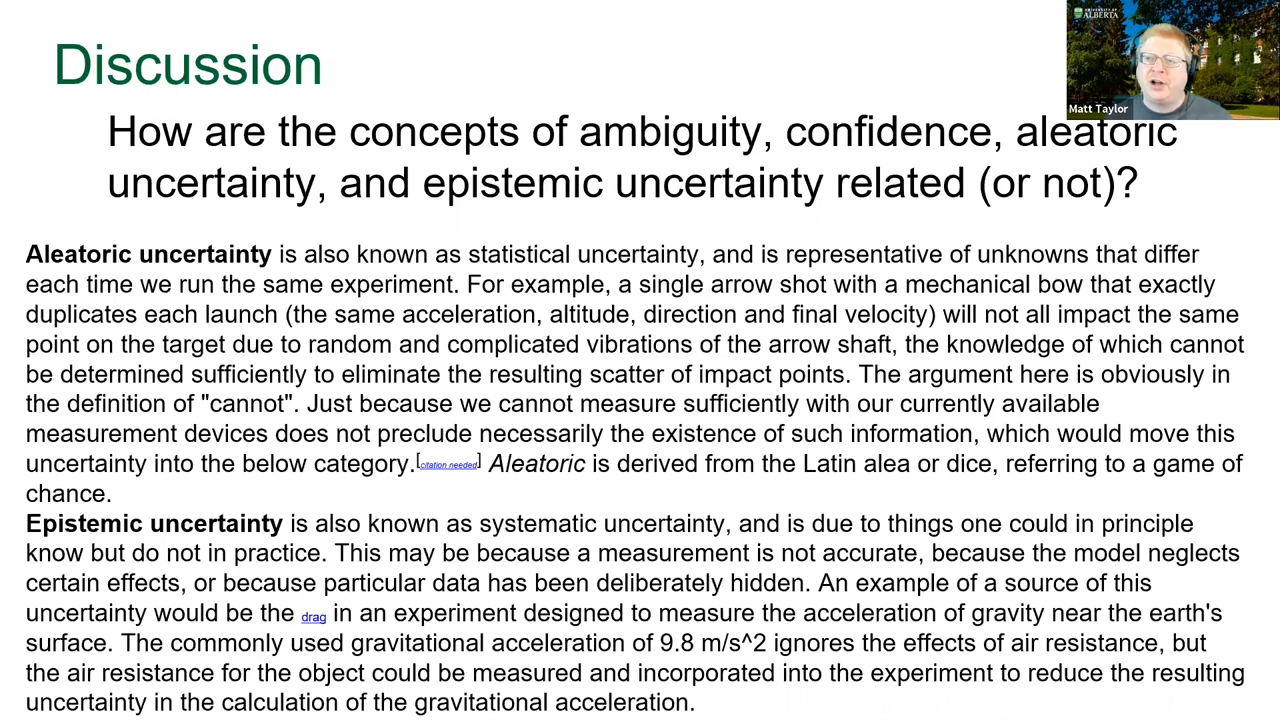 Discussion
UNIVERSITY OF
ALBERTA
Matt Taylor
How are the concepts of ambiguity, confidence, aleatoric
uncertainty, and epistemic uncertainty related (or not)?
Aleatoric uncertainty is also known as statistical uncertainty, and is representative of unknowns that differ
each time we run the same experiment. For example, a single arrow shot with a mechanical bow that exactly
duplicates each launch (the same acceleration, altitude, direction and final velocity) will not all impact the same
point on the target due to random and complicated vibrations of the arrow shaft, the knowledge of which cannot
be determined sufficiently to eliminate the resulting scatter of impact points. The argument here is obviously in
the definition of "cannot". Just because we cannot measure sufficiently with our currently available
measurement devices does not preclude necessarily the existence of such information, which would move this
uncertainty into the below category.[citation needed] Aleatoric is derived from the Latin alea or dice, referring to a game of
chance.
Epistemic uncertainty is also known as systematic uncertainty, and is due to things one could in principle
know but do not in practice. This may be because a measurement is not accurate, because the model neglects
certain effects, or because particular data has been deliberately hidden. An example of a source of this
uncertainty would be the drag in an experiment designed to measure the acceleration of gravity near the earth's
surface. The commonly used gravitational acceleration of 9.8 m/s^2 ignores the effects of air resistance, but
the air resistance for the object could be measured and incorporated into the experiment to reduce the resulting
uncertainty in the calculation of the gravitational acceleration.